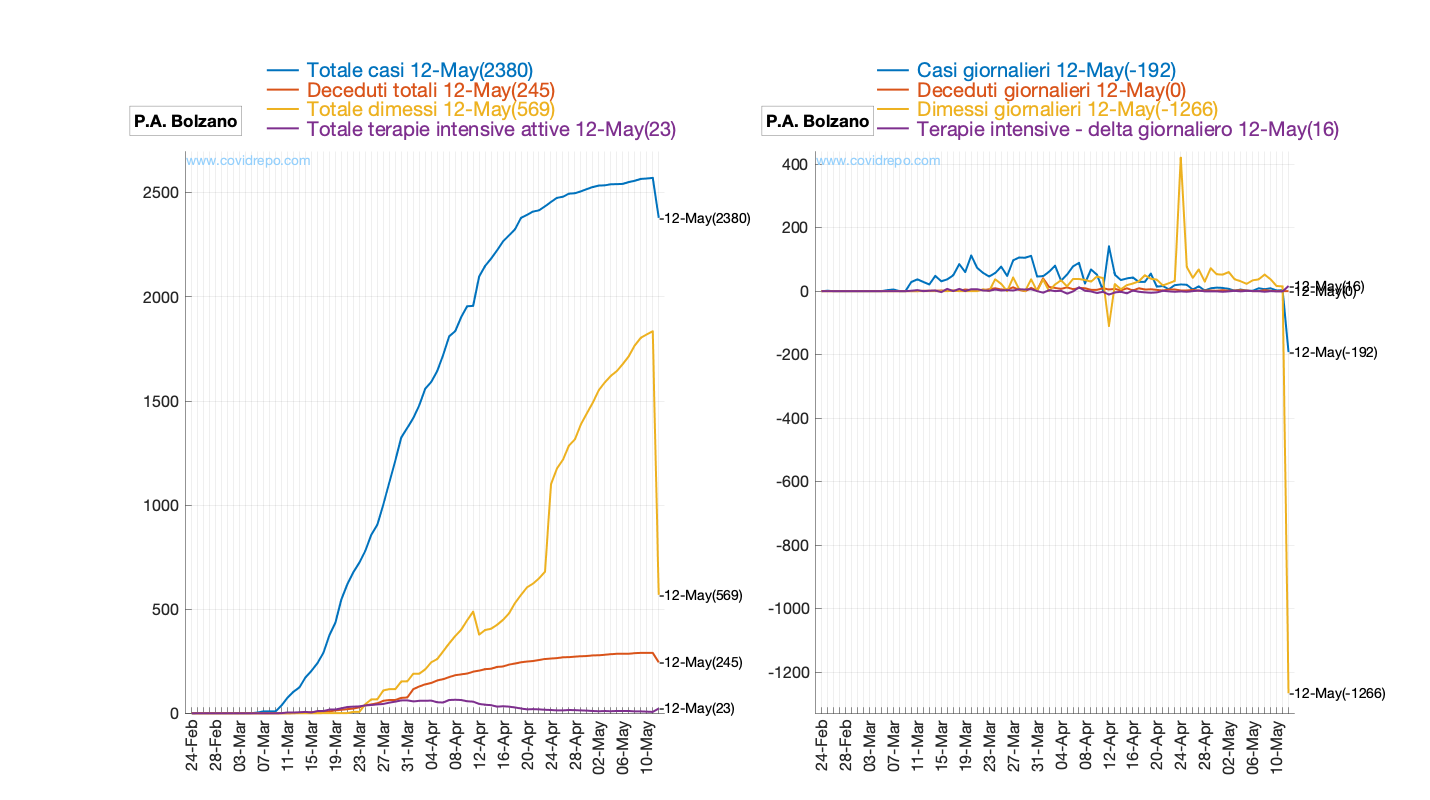 Totale casi 12-May(2380)
Deceduti totali 12-May(245)
Totale dimessi 12-May(569)
Totale terapie intensive attive 12-May(23)
P.A. Bolzano
www.covidrepo.com
2500
2000
1500
1000
500
0
-12-May(2380)
-12-May(569)
-12-May(245)
-12-May(23)
24-Feb
28-Feb
03-Mar
07-Mar
11-Mar
15-Mar
19-Mar
23-Mar
27-Mar
31-Mar
04-Apr
08-Apr
12-Apr
16-Apr
20-Apr
24-Apr
28-Apr
02-May
06-May
10-May
Casi giornalieri 12-May(-192)
Deceduti giornalieri 12-May(0)
Dimessi giornalieri 12-May(-1266)
Terapie intensive - delta giornaliero 12-May(16)
P.A. Bolzano
www.covidrepo.com
400
200
0
-200
-400
-600
-800
-1000
-1200
-12-May(16)
-12-May(0)
-12-May(-192)
-12-May(-1266)
24-Feb
28-Feb
03-Mar
07-Mar
11-Mar
15-Mar
19-Mar
23-Mar
27-Mar
31-Mar
04-Apr
08-Apr
12-Apr
16-Apr
20-Apr
24-Apr
28-Apr
02-May
06-May
10-May